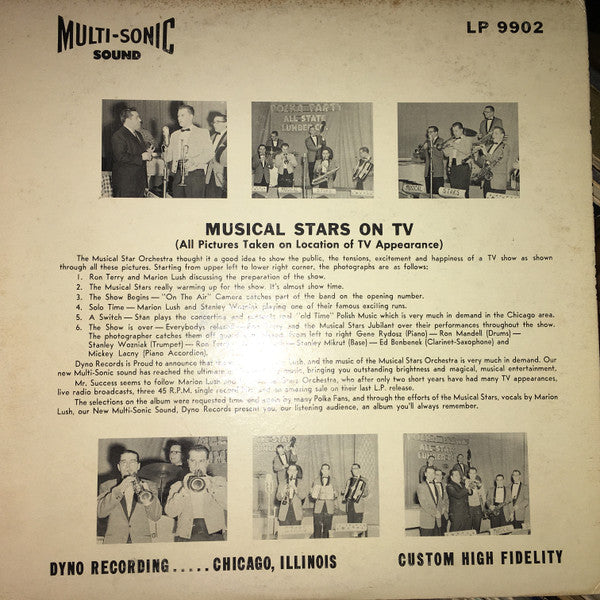 MULTI-SONIC
SOUND
LP 9902
POLKA PARTY
ALL STATE
LUMBER CO.
MUSICAL STARS
MUSICAL STARS ON TV
(All Pictures Taken on Location of TV Appearance)
The Musical Star Orchestra thought it a good idea to show the public, the tensions, excitement and happiness of a TV show as shown
through all these pictures. Starting from upper left to lower right corner, the photographs are as follows:
1. Ron Terry and Marion Lush discussing the preparation of the show.
2. The Musical Stars really warming up for the show. It's almost show time.
3. The Show Begins — "On The Air" Camera catches part of the band on the opening number.
4. Solo Time — Marion Lush and Stanley Wozniak playing one of their famous exciting runs.
5. A Switch — Stan plays the concertina and "old Time" Polish Music which is very much in demand in the Chicago area.
6. The Show is over — Everybody and the Musical Stars Jubilant over their performances throughout the show.
The photographer catches them off from left to right Gene Rydosz (Piano) — Ron Mandell (Drums) —
Stanley Wozniak (Trumpet) — Ron — Stanley Mikrut (Base) — Ed Benbenek (Clarinet-Saxophone) and
Mickey Lacny (Piano Accordion).
Dyno Records is Proud to announce that Lush, and the music of the Musical Stars Orchestra is very much in demand. Our
new Multi-Sonic sound has reached the music, bringing you outstanding brightness and magical, musical entertainment.
Mr. Success seems to follow Marion Lush and Stars Orchestra, who after only two short years have had many TV appearances,
live radio broadcasts, three 45 R.P.M. single records an amazing sale on their last L.P. release.
The selections on the album were requested time and again by many Polka Fans, and through the efforts of the Musical Stars, vocals by Marion
Lush, our New Multi-Sonic Sound, Dyno Records present you, our listening audience, an album you'll always remember.
DYNO RECORDING ..... CHICAGO, ILLINOIS
CUSTOM HIGH FIDELITY